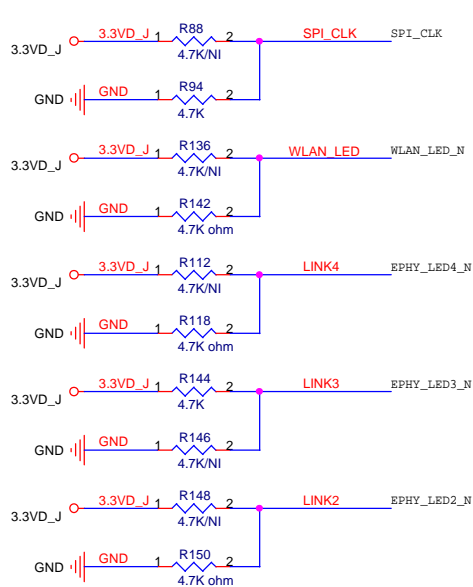 3.3VD_J 3.3VD_J 1 R88 2 SPI_CLK SPI_CLK
4.7K/NI
GND GND 1 R94 2
4.7K
3.3VD_J 3.3VD_J 1 R136 2 WLAN_LED WLAN_LED_N
4.7K/NI
GND GND 1 R142 2
4.7K ohm
3.3VD_J 3.3VD_J 1 R112 2 LINK4 EPHY_LED4_N
4.7K/NI
GND GND 1 R118 2
4.7K ohm
3.3VD_J 3.3VD_J 1 R144 2 LINK3 EPHY_LED3_N
4.7K
GND GND 1 R146 2
4.7K/NI
3.3VD_J 3.3VD_J 1 R148 2 LINK2 EPHY_LED2_N
4.7K/NI
GND GND 1 R150 2
4.7K ohm